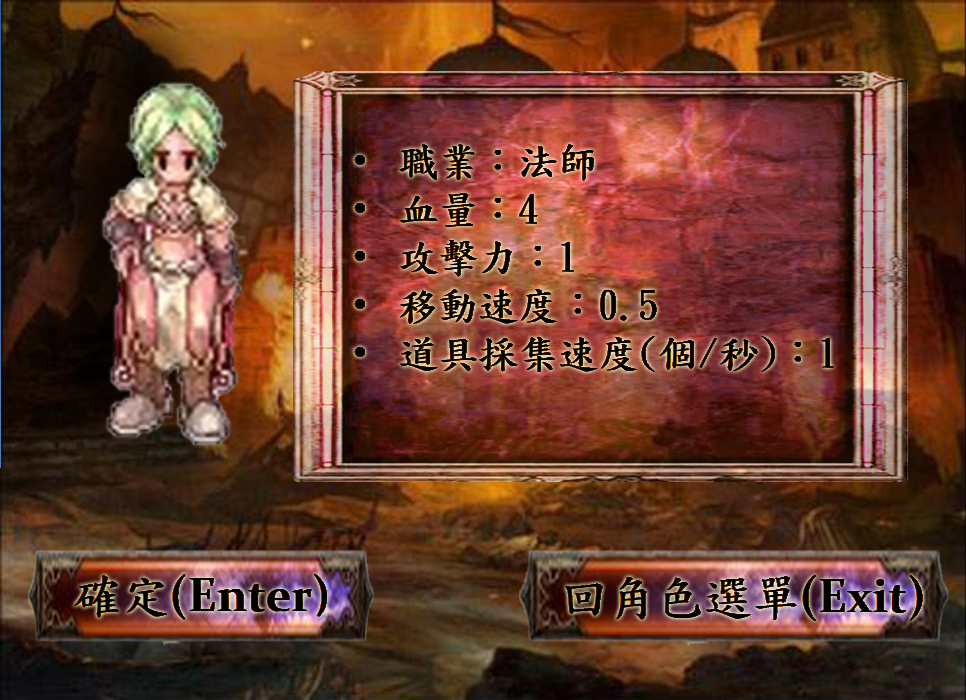 • 職業：法師
• 血量：4
• 攻擊力：1
• 移動速度：0.5
• 道具採集速度(個/秒)：1
確定(Enter)
回角色選單(Exit)